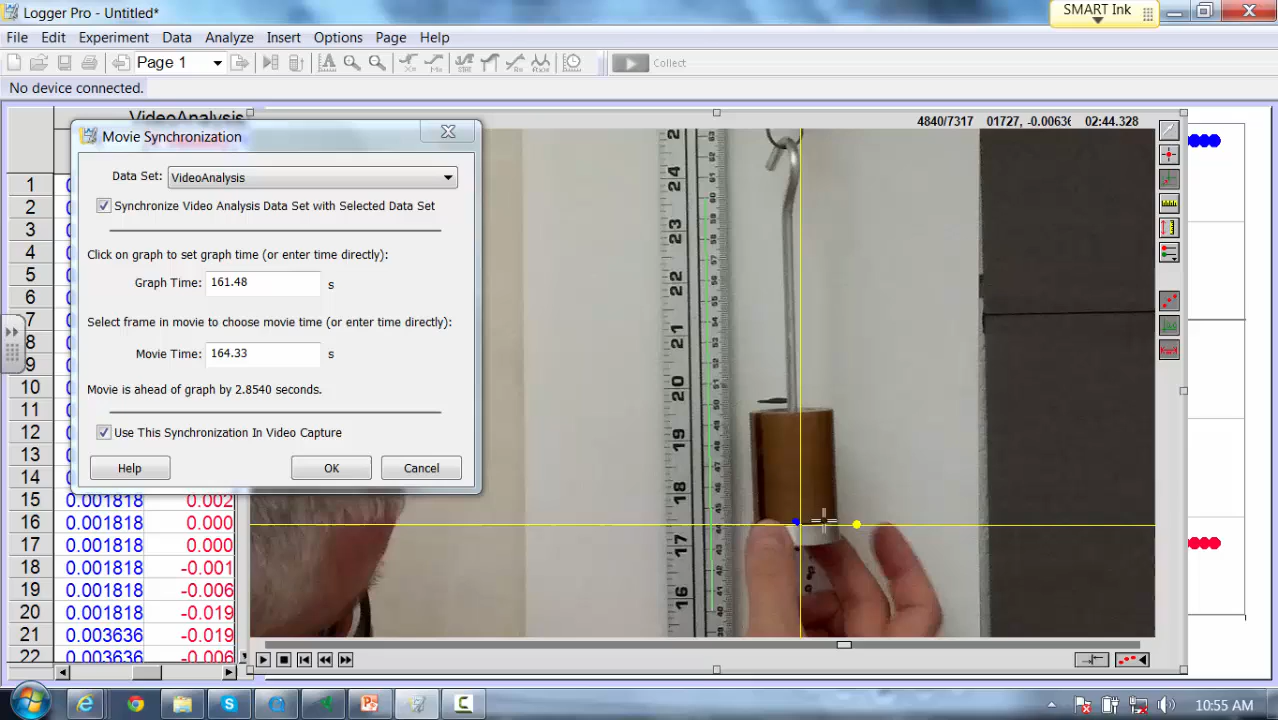 Logger Pro - Untitled*
SMART Ink
File Edit Experiment Data Analyze Insert Options Page Help
Page 1
Collect
No device connected.
VideoAnalysis
4840/7317 01727, -0.0063 02:44.328
Movie Synchronization
Data Set: VideoAnalysis
Synchronize Video Analysis Data Set with Selected Data Set
Click on graph to set graph time (or enter time directly):
Graph Time: 161.48 s
Select frame in movie to choose movie time (or enter time directly):
Movie Time: 164.33 s
Movie is ahead of graph by 2.8540 seconds.
Use This Synchronization In Video Capture
Help OK Cancel
1
2
3
4
5
6
7
8
9
10
11
12
13
14
15 0.001818 0.002
16 0.001818 0.000
17 0.001818 0.000
18 0.001818 -0.001
19 0.001818 -0.006
20 0.001818 -0.019
21 0.003636 -0.019
22 0.003636 -0.006
24
23
22
21
20
19
18
17
16
10:55 AM